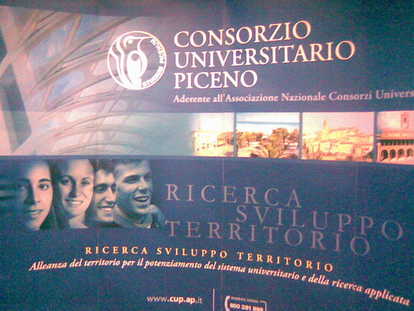 CONSORZIO
UNIVERSITARIO
PICENO
Aderente all'Associazione Nazionale Consorzi Univers
RICERCA
SVILUPPO
TERRITORIO
RICERCA SVILUPPO TERRITORIO
Alleanza del territorio per il potenziamento del sistema universitario e della ricerca applicata
www.cup.ap.it